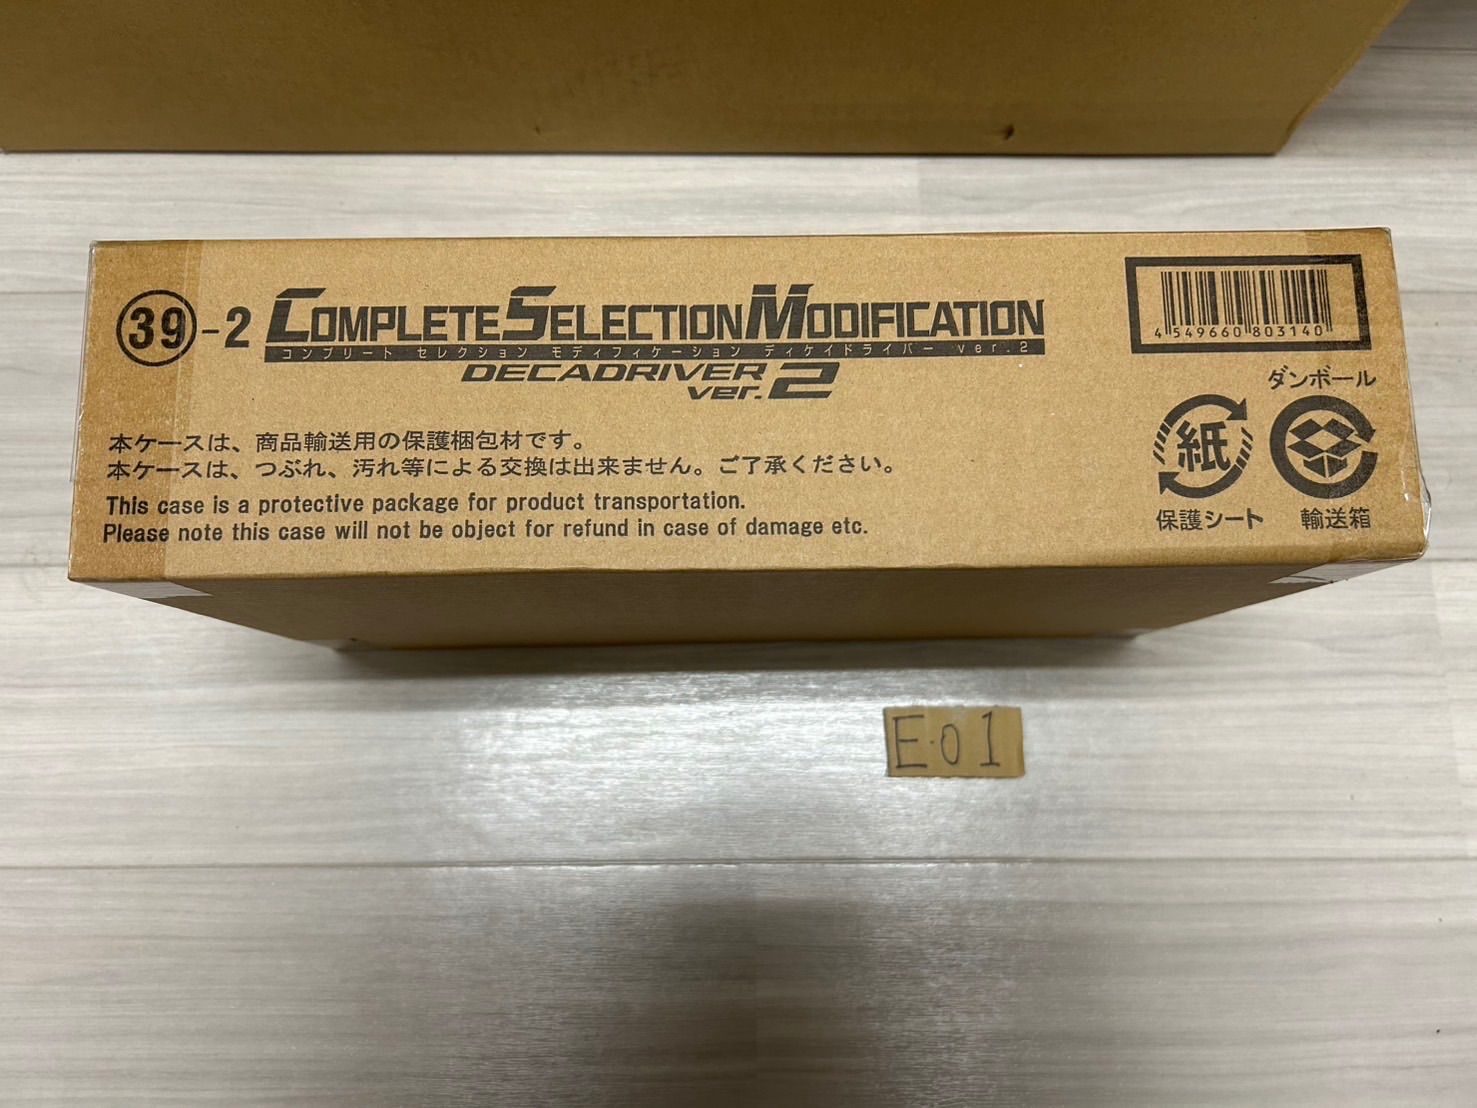 39-2 COMPLETE SELECTION MODIFICATION
コンプリート セレクション モディフィケーション ディケイドライバー ver.2
DECADRIVER
ver.2
本ケースは、商品輸送用の保護梱包材です。
本ケースは、つぶれ、汚れ等による交換は出来ません。ご了承ください。
This case is a protective package for product transportation.
Please note this case will not be object for refund in case of damage etc.
4 549660 803140
ダンボール
紙
保護シート 輸送箱
E-01